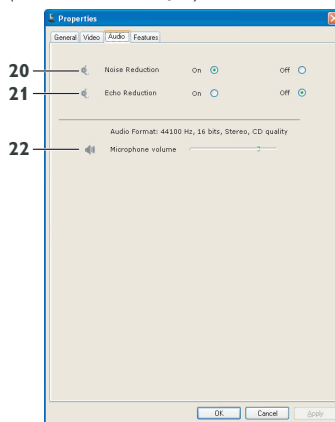 Properties
General Video Audio Features
20 Noise Reduction On Off
21 Echo Reduction On Off
Audio Format: 44100 Hz, 16 bits, Stereo, CD quality
22 Microphone volume
OK Cancel Apply